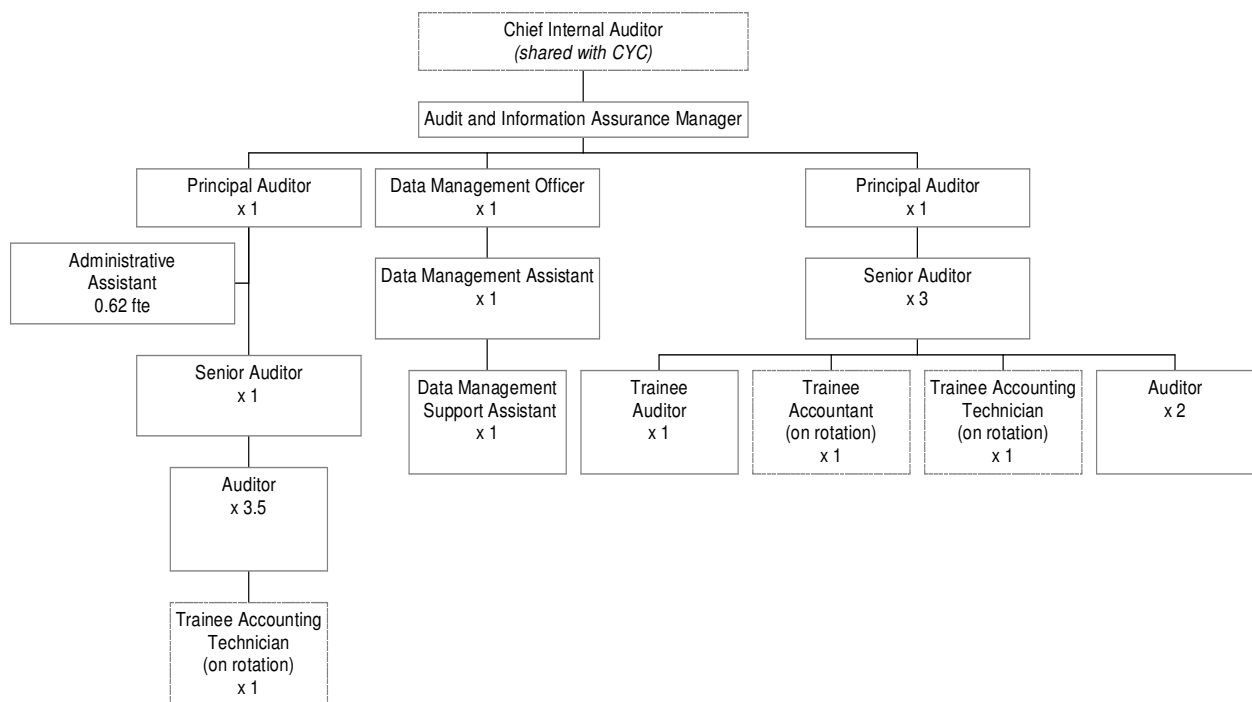 Chief Internal Auditor
(shared with CYC)
Audit and Information Assurance Manager
Principal Auditor
x 1
Data Management Officer
x 1
Principal Auditor
x 1
Administrative
Assistant
0.62 fte
Data Management Assistant
x 1
Senior Auditor
x 3
Senior Auditor
x 1
Data Management
Support Assistant
x 1
Trainee
Auditor
x 1
Trainee
Accountant
(on rotation)
x 1
Trainee Accounting
Technician
(on rotation)
x 1
Auditor
x 2
Auditor
x 3.5
Trainee Accounting
Technician
(on rotation)
x 1